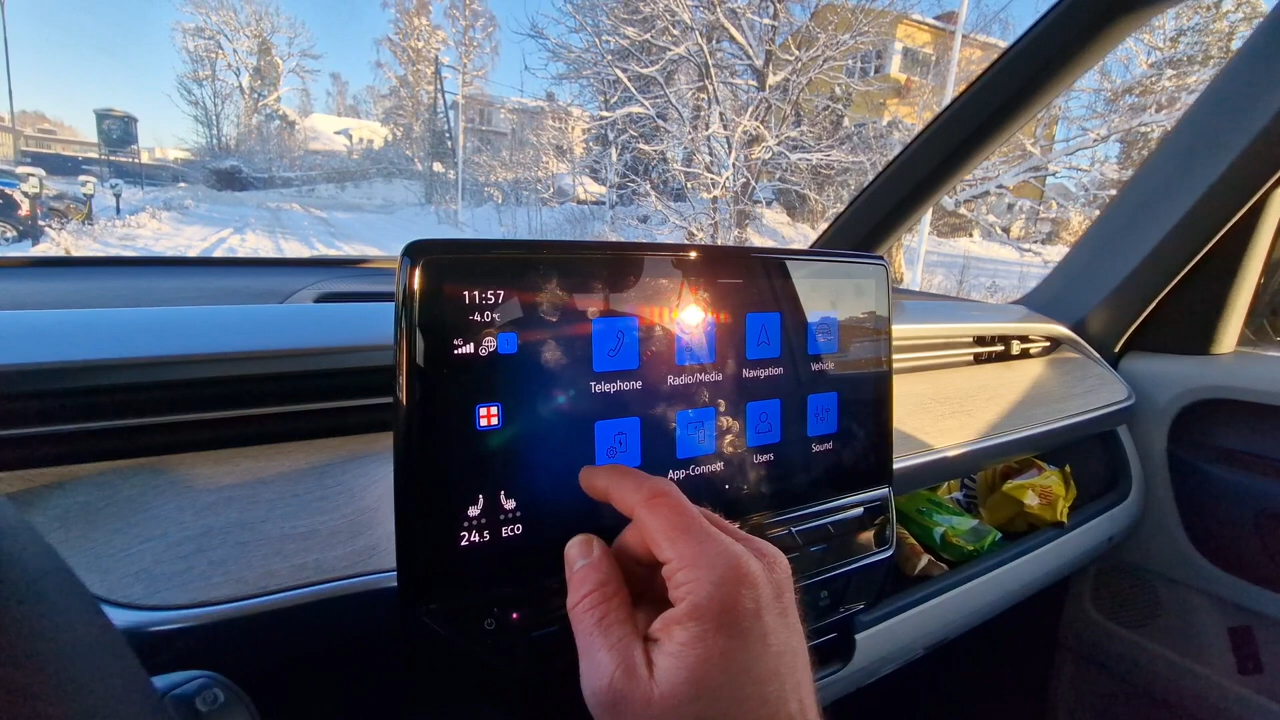 11:57
-4.0°C
4G
Telephone
Radio/Media
Navigation
Vehicle
App-Connect
Users
Sound
24.5
ECO